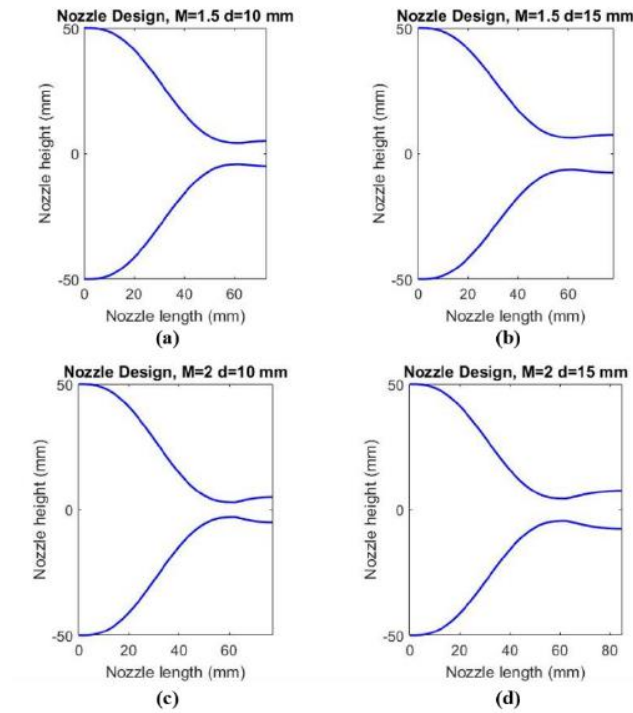 Nozzle Design, M=1.5 d=10 mm
50
0
-50
Nozzle height (mm)
0 20 40 60
Nozzle length (mm)
(a)
Nozzle Design, M=1.5 d=15 mm
50
0
-50
Nozzle height (mm)
0 20 40 60
Nozzle length (mm)
(b)
Nozzle Design, M=2 d=10 mm
50
0
-50
Nozzle height (mm)
0 20 40 60
Nozzle length (mm)
(c)
Nozzle Design, M=2 d=15 mm
50
0
-50
Nozzle height (mm)
0 20 40 60 80
Nozzle length (mm)
(d)